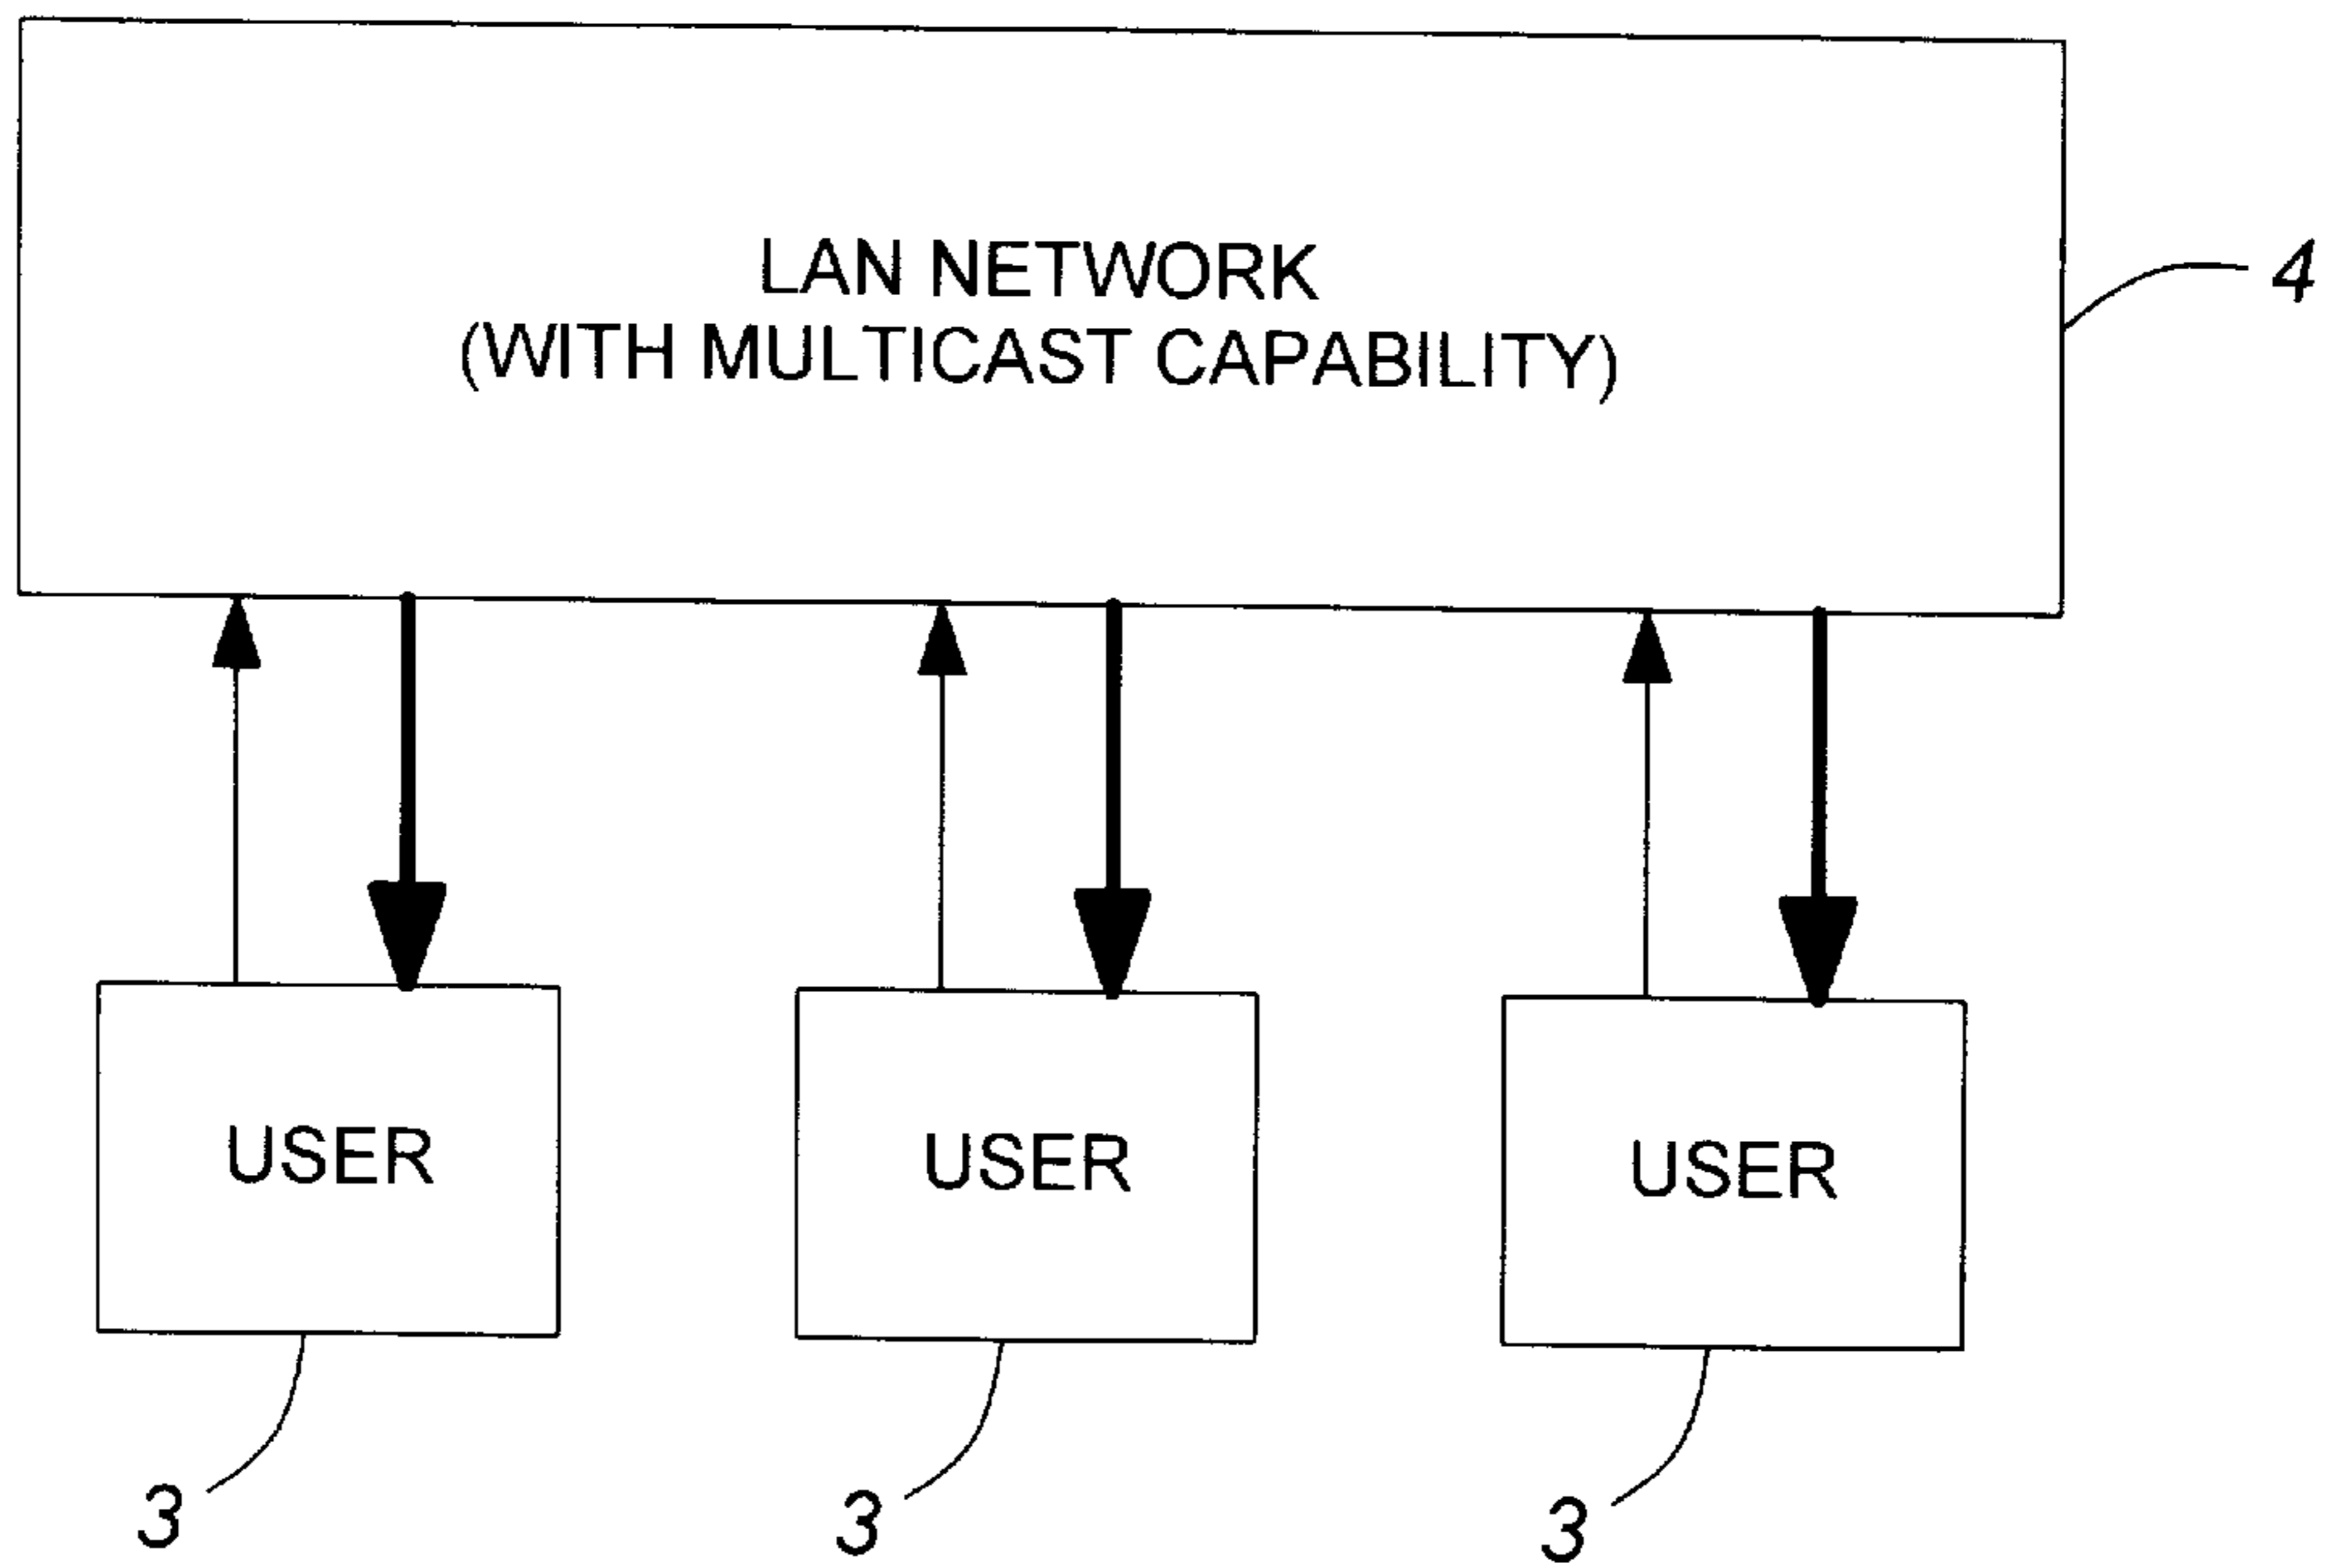 LAN NETWORK
(WITH MULTICAST CAPABILITY)
4
USER
USER
USER
3
3
3